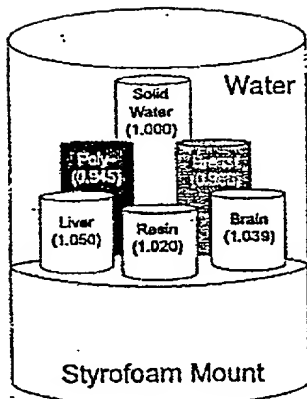 Solid
Water
(1.000)
Water
Poly-
(0.945)
Breast
Liver
(1.050)
Resin
(1.020)
Brain
(1.039)
Styrofoam Mount